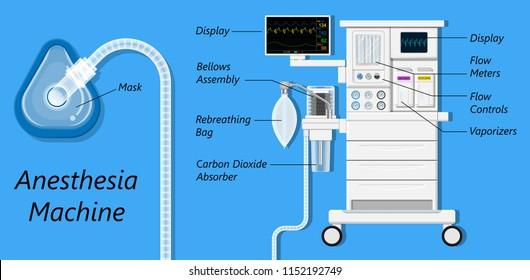 Mask
Anesthesia
Machine
Display
Bellows
Assembly
Rebreathing
Bag
Carbon Dioxide
Absorber
Display
Flow
Meters
Flow
Controls
Vaporizers
shutterstock.com · 1152192749